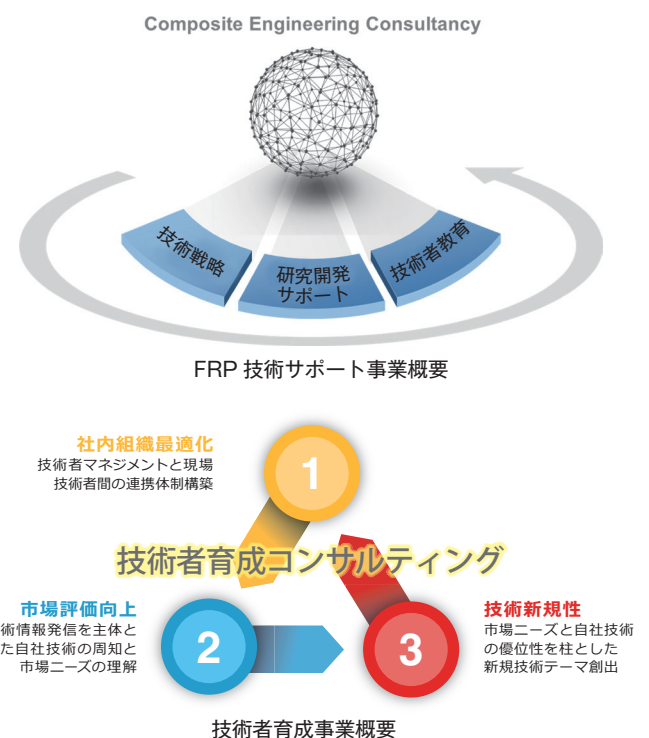 Composite Engineering Consultancy
技術戦略
研究開発
サポート
技術者教育
FRP 技術サポート事業概要
社内組織最適化
技術者マネジメントと現場
技術者間の連携体制構築
1
技術者育成コンサルティング
市場評価向上
術情報発信を主体と
た自社技術の周知と
市場ニーズの理解
2
3
技術新規性
市場ニーズと自社技術
の優位性を柱とした
新規技術テーマ創出
技術者育成事業概要